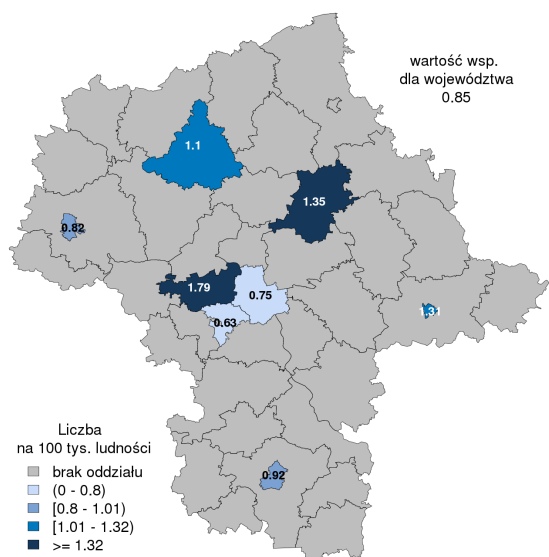 wartość wsp.
dla województwa
0.85
1.1
1.35
0.82
1.79
0.75
0.63
1.31
0.92
Liczba
na 100 tys. ludności
brak oddziału
(0 - 0.8)
[0.8 - 1.01)
[1.01 - 1.32)
>= 1.32